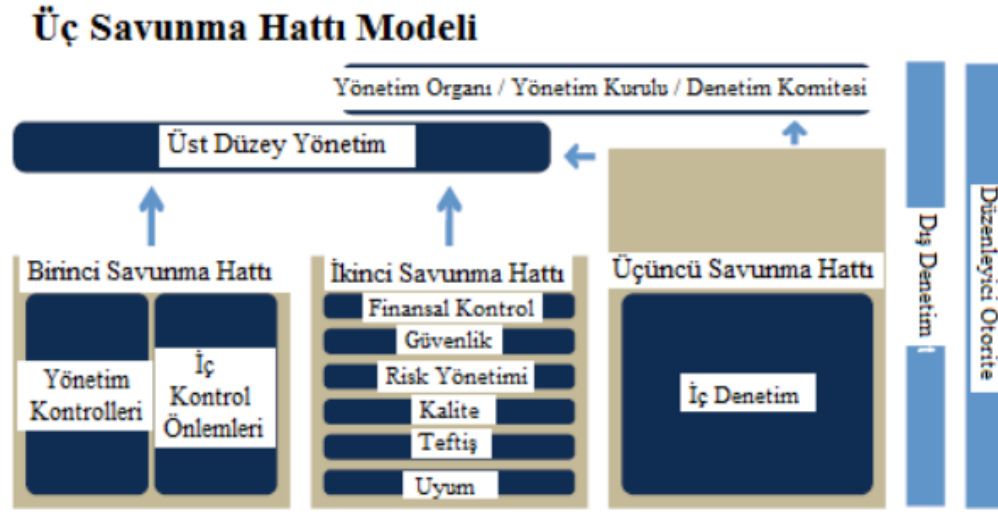 Üç Savunma Hattı Modeli
Yönetim Organı / Yönetim Kurulu / Denetim Komitesi
Üst Düzey Yönetim
Birinci Savunma Hattı
Yönetim
Kontrolleri
İç
Kontrol
Önlemleri
İkinci Savunma Hattı
Finansal Kontrol
Güvenlik
Risk Yönetimi
Kalite
Teftiş
Uyum
Üçüncü Savunma Hattı
İç Denetim
Dış Denetim
Düzenleyici Otorite